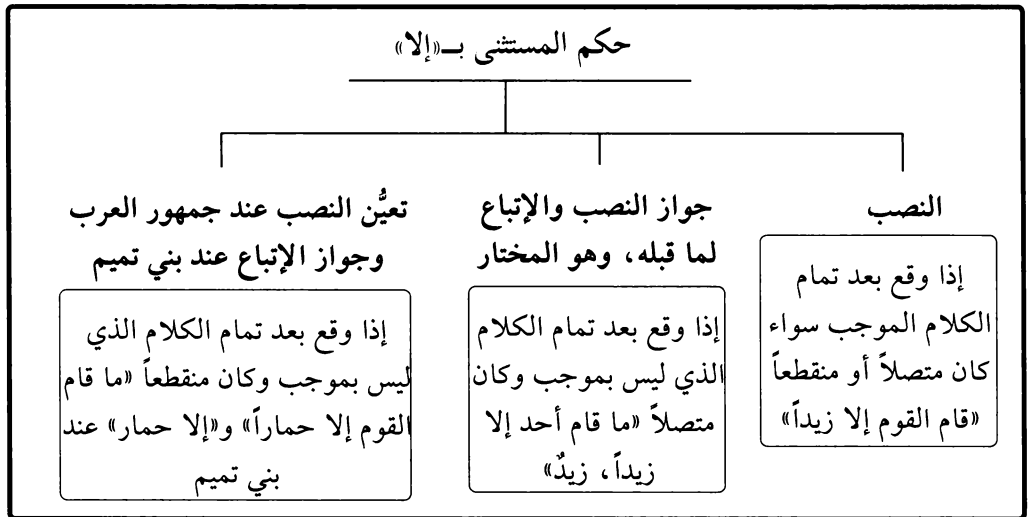 حكم المستثنى بـ«إلا»
النصب
إذا وقع بعد تمام
الكلام الموجب سواء
كان متصلاً أو منقطعاً
«قام القوم إلا زيداً»
جواز النصب والإتباع
لما قبله، وهو المختار
إذا وقع بعد تمام الكلام
الذي ليس بموجب وكان
متصلاً «ما قام أحد إلا
زيداً، زيدٌ»
تعيُّن النصب عند جمهور العرب
وجواز الإتباع عند بني تميم
إذا وقع بعد تمام الكلام الذي
ليس بموجب وكان منقطعاً «ما قام
القوم إلا حماراً» و«إلا حمار» عند
بني تميم